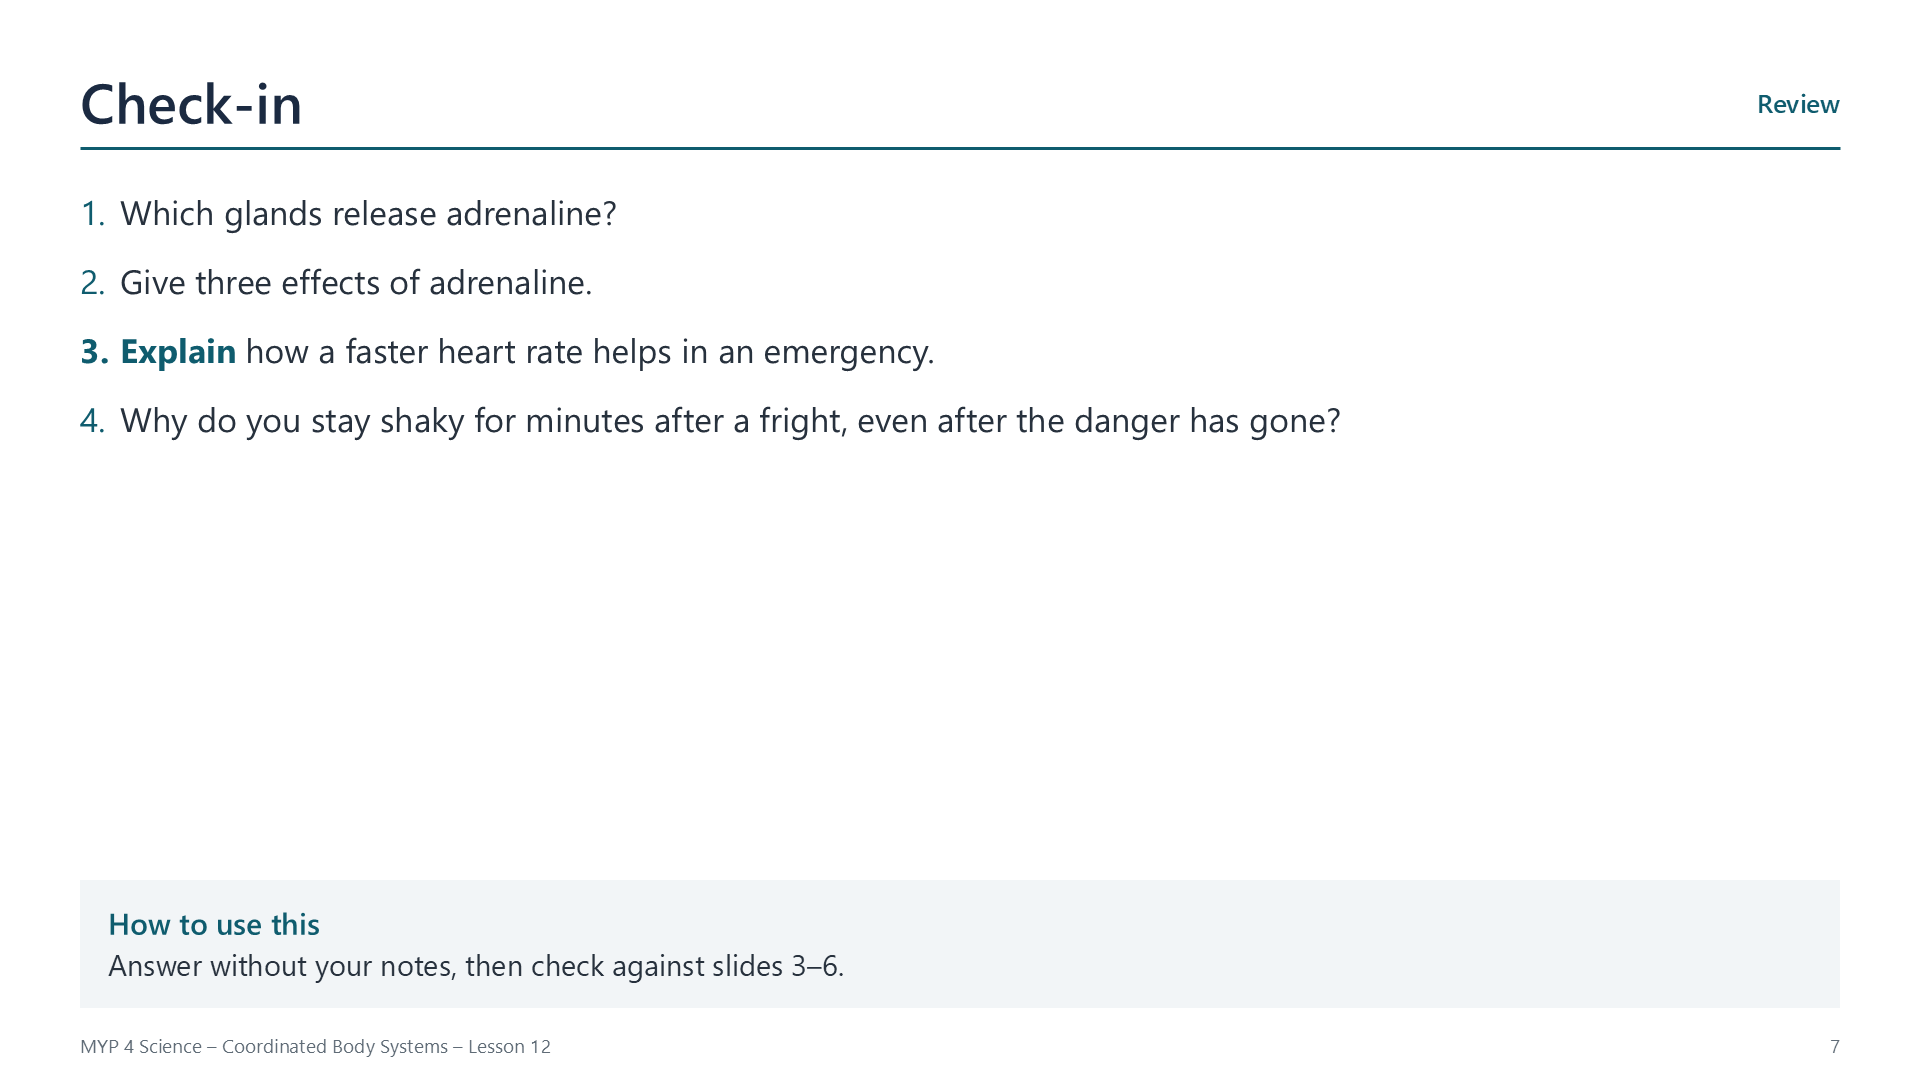 Check-in
Review
1. Which glands release adrenaline?
2. Give three effects of adrenaline.
3. Explain how a faster heart rate helps in an emergency.
4. Why do you stay shaky for minutes after a fright, even after the danger has gone?
How to use this
Answer without your notes, then check against slides 3–6.
MYP 4 Science – Coordinated Body Systems – Lesson 12
7